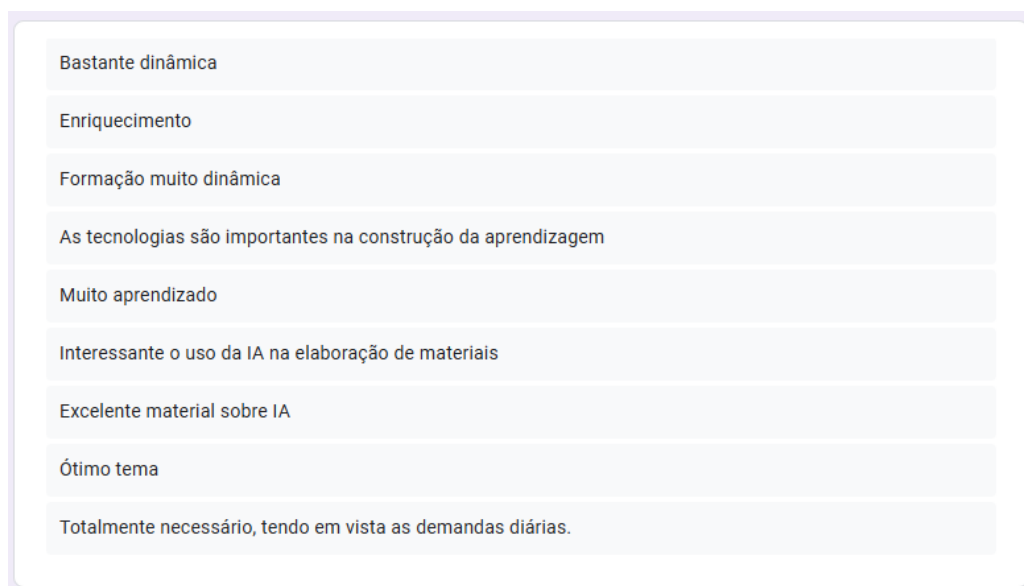 Bastante dinâmica
Enriquecimento
Formação muito dinâmica
As tecnologias são importantes na construção da aprendizagem
Muito aprendizado
Interessante o uso da IA na elaboração de materiais
Excelente material sobre IA
Ótimo tema
Totalmente necessário, tendo em vista as demandas diárias.